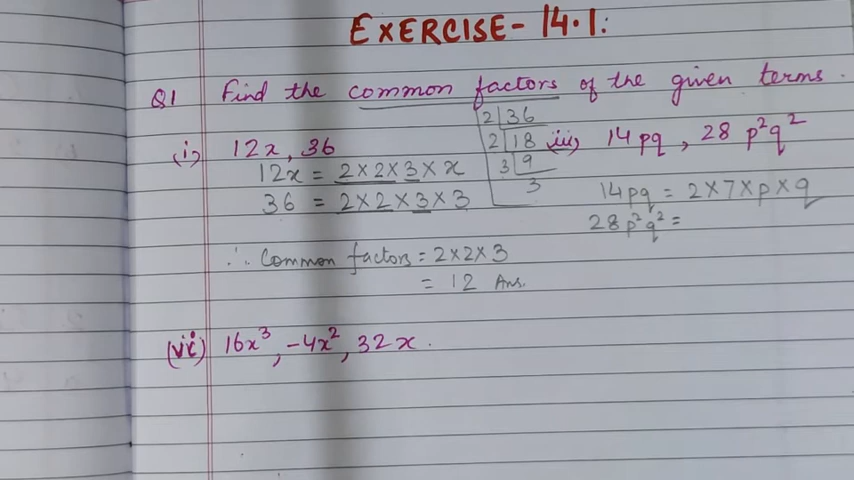 EXERCISE- 14.1:
Q1 Find the common factors of the given terms.
(i) 12x, 36
12x = 2×2×3×x
36 = 2×2×3×3
2 36
2 18
3 9
3
∴ Common factors = 2×2×3
= 12 Ans.
(iii) 14pq, 28 p²q²
14pq = 2×7×p×q
28p²q² =
(vi) 16x³, -4x², 32x.